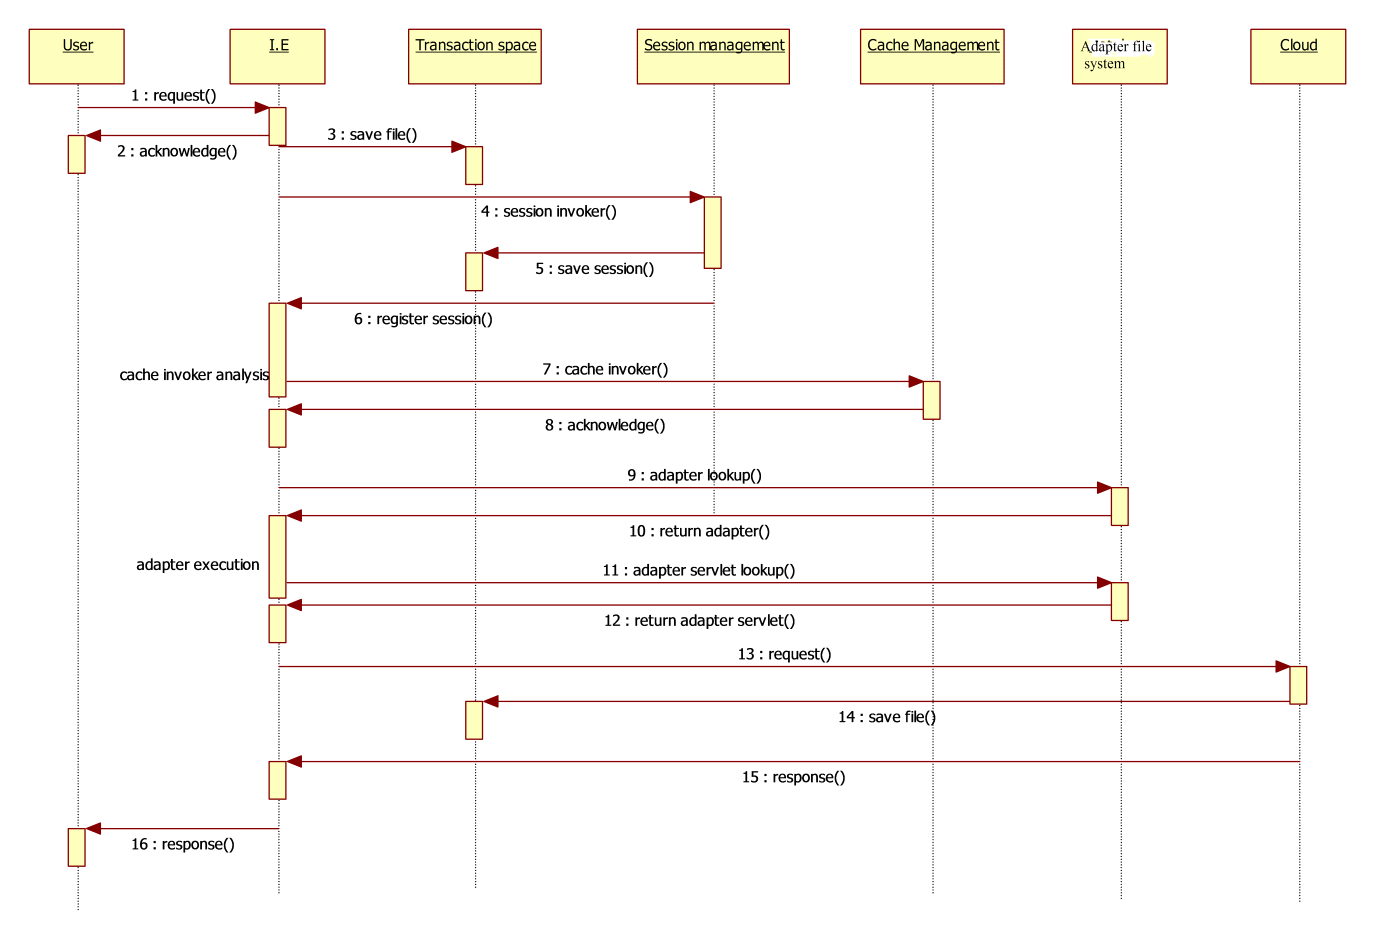 User
I.E
Transaction space
Session management
Cache Management
Adapter file
system
Cloud
1 : request()
2 : acknowledge()
3 : save file()
4 : session invoker()
5 : save session()
6 : register session()
cache invoker analysis
7 : cache invoker()
8 : acknowledge()
9 : adapter lookup()
10 : return adapter()
adapter execution
11 : adapter servlet lookup()
12 : return adapter servlet()
13 : request()
14 : save file()
15 : response()
16 : response()